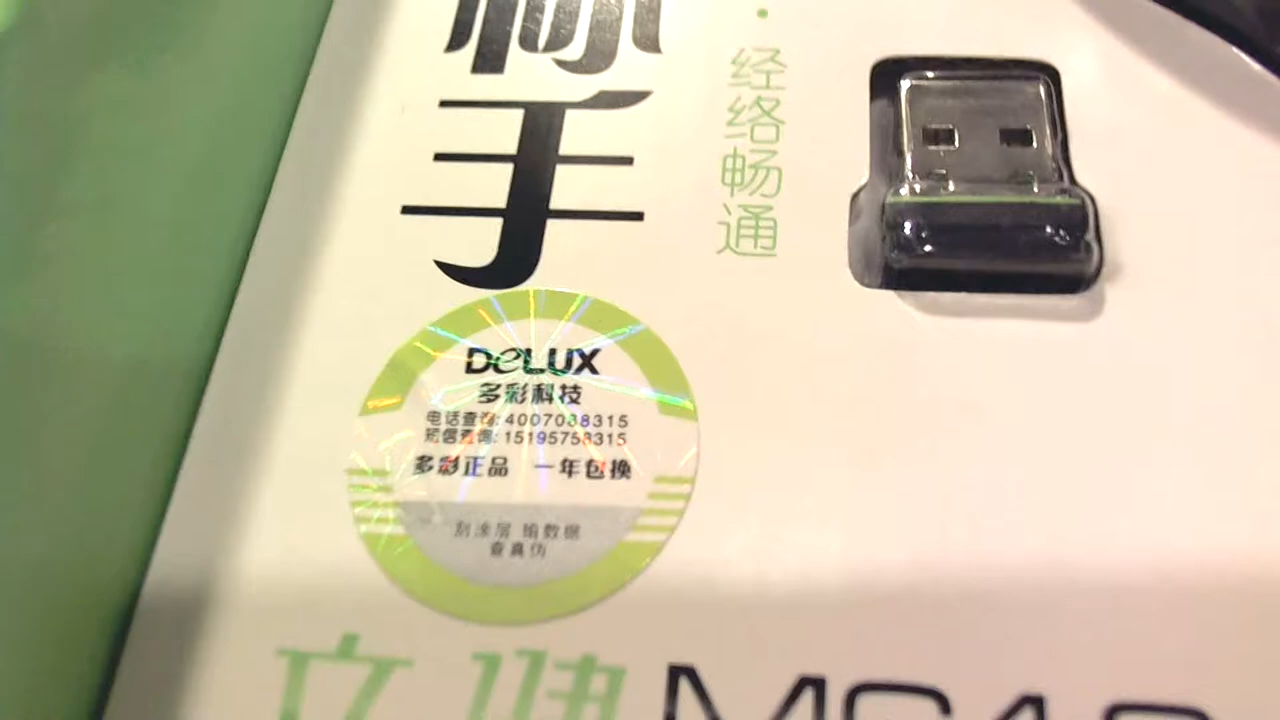 手
· 经络畅通
DeLUX
多彩科技
电话查询: 4007038315
短信查询: 15195758315
多彩正品 一年包换
刮涂层 输数据
查真伪